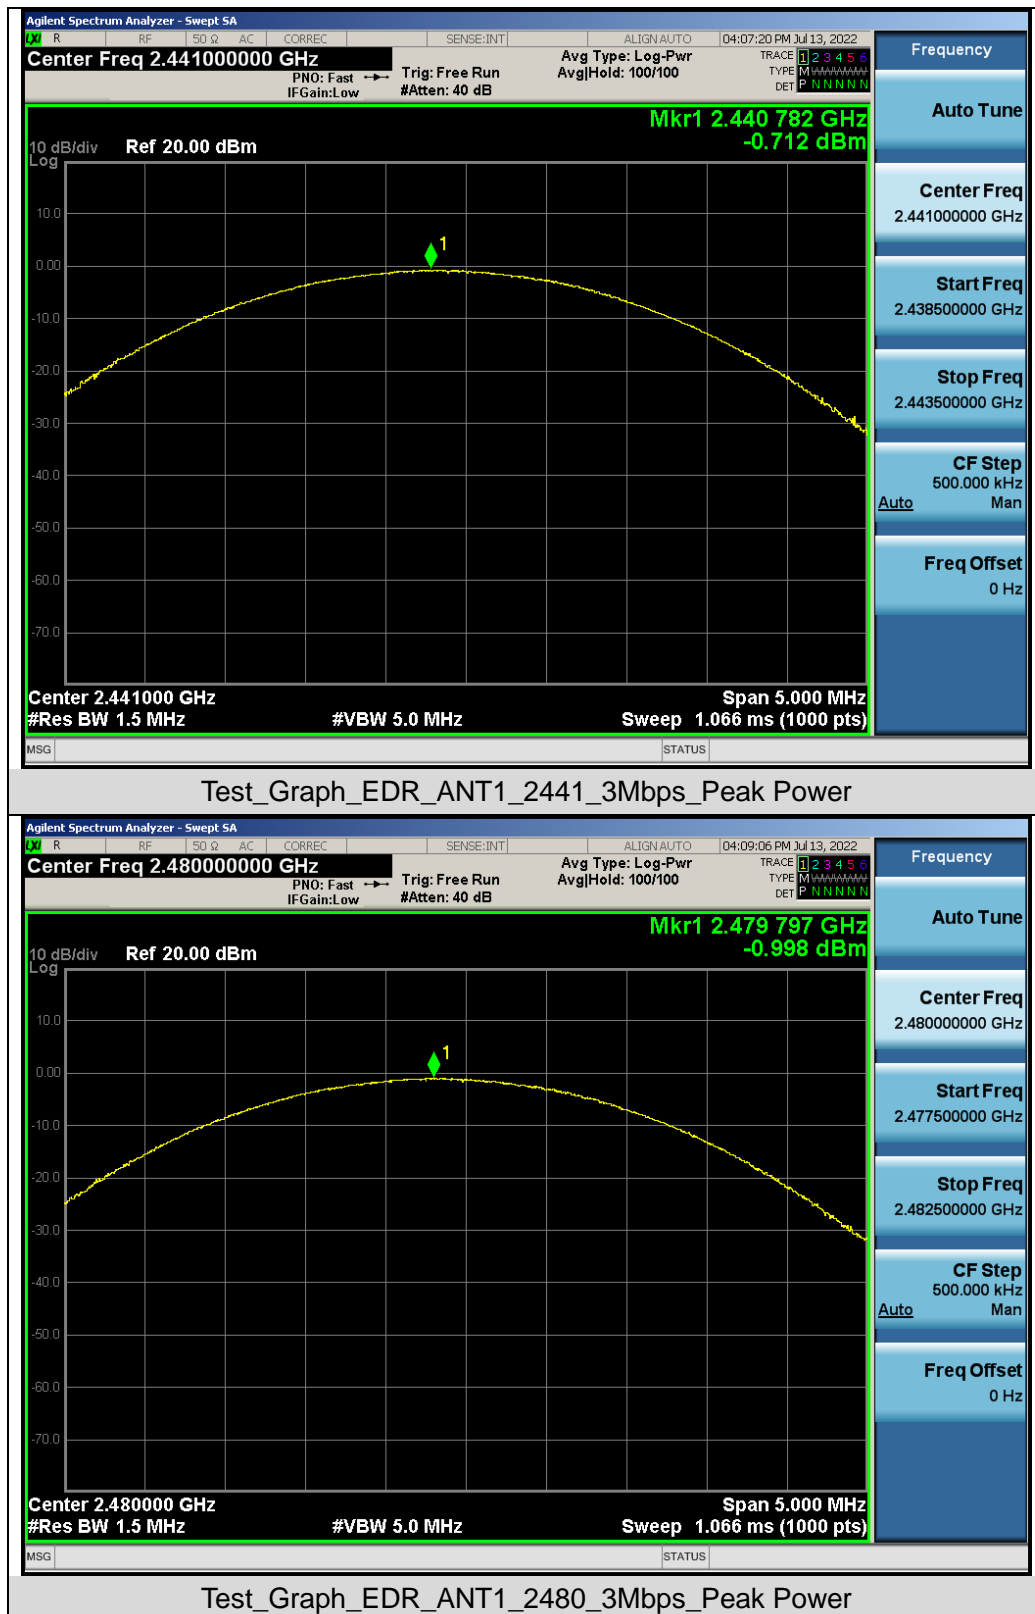 Agilent Spectrum Analyzer - Swept SA
LXI R RF 50 Ω AC CORREC SENSE:INT ALIGN AUTO 04:07:20 PM Jul 13, 2022
Center Freq 2.441000000 GHz
PNO: Fast
IFGain:Low
Trig: Free Run
#Atten: 40 dB
Avg Type: Log-Pwr
Avg|Hold: 100/100
TRACE 1 2 3 4 5 6
TYPE M WWWWW
DET P N N N N N
Mkr1 2.440 782 GHz
-0.712 dBm
10 dB/div Ref 20.00 dBm
Log
10.0
0.00
-10.0
-20.0
-30.0
-40.0
-50.0
-60.0
-70.0
1
Center 2.441000 GHz Span 5.000 MHz
#Res BW 1.5 MHz #VBW 5.0 MHz Sweep 1.066 ms (1000 pts)
MSG STATUS
Frequency
Auto Tune
Center Freq
2.441000000 GHz
Start Freq
2.438500000 GHz
Stop Freq
2.443500000 GHz
CF Step
500.000 kHz
Auto Man
Freq Offset
0 Hz
Test_Graph_EDR_ANT1_2441_3Mbps_Peak Power
Agilent Spectrum Analyzer - Swept SA
LXI R RF 50 Ω AC CORREC SENSE:INT ALIGN AUTO 04:09:06 PM Jul 13, 2022
Center Freq 2.480000000 GHz
PNO: Fast
IFGain:Low
Trig: Free Run
#Atten: 40 dB
Avg Type: Log-Pwr
Avg|Hold: 100/100
TRACE 1 2 3 4 5 6
TYPE M WWWWW
DET P N N N N N
Mkr1 2.479 797 GHz
-0.998 dBm
10 dB/div Ref 20.00 dBm
Log
10.0
0.00
-10.0
-20.0
-30.0
-40.0
-50.0
-60.0
-70.0
1
Center 2.480000 GHz Span 5.000 MHz
#Res BW 1.5 MHz #VBW 5.0 MHz Sweep 1.066 ms (1000 pts)
MSG STATUS
Frequency
Auto Tune
Center Freq
2.480000000 GHz
Start Freq
2.477500000 GHz
Stop Freq
2.482500000 GHz
CF Step
500.000 kHz
Auto Man
Freq Offset
0 Hz
Test_Graph_EDR_ANT1_2480_3Mbps_Peak Power